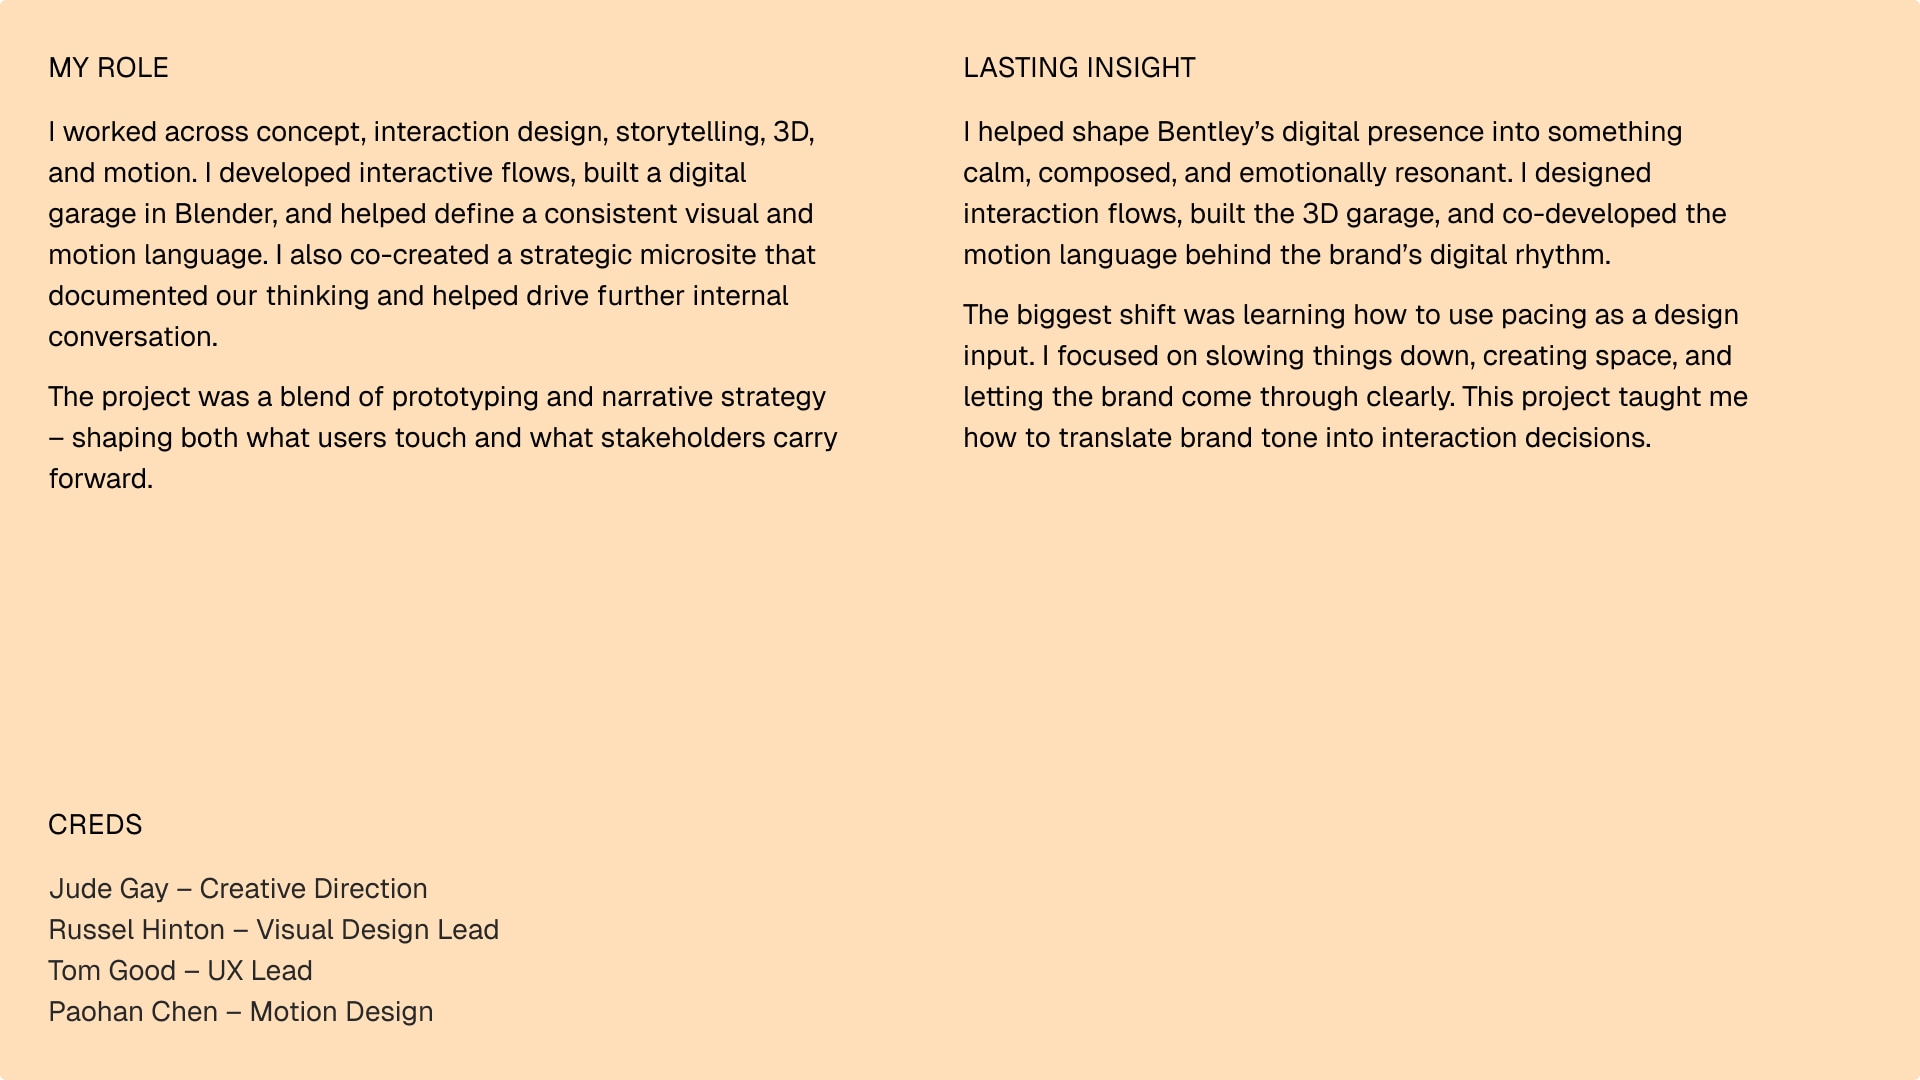 MY ROLE
I worked across concept, interaction design, storytelling, 3D,
and motion. I developed interactive flows, built a digital
garage in Blender, and helped define a consistent visual and
motion language. I also co-created a strategic microsite that
documented our thinking and helped drive further internal
conversation.
The project was a blend of prototyping and narrative strategy
– shaping both what users touch and what stakeholders carry
forward.
LASTING INSIGHT
I helped shape Bentley’s digital presence into something
calm, composed, and emotionally resonant. I designed
interaction flows, built the 3D garage, and co-developed the
motion language behind the brand’s digital rhythm.
The biggest shift was learning how to use pacing as a design
input. I focused on slowing things down, creating space, and
letting the brand come through clearly. This project taught me
how to translate brand tone into interaction decisions.
CREDS
Jude Gay – Creative Direction
Russel Hinton – Visual Design Lead
Tom Good – UX Lead
Paohan Chen – Motion Design